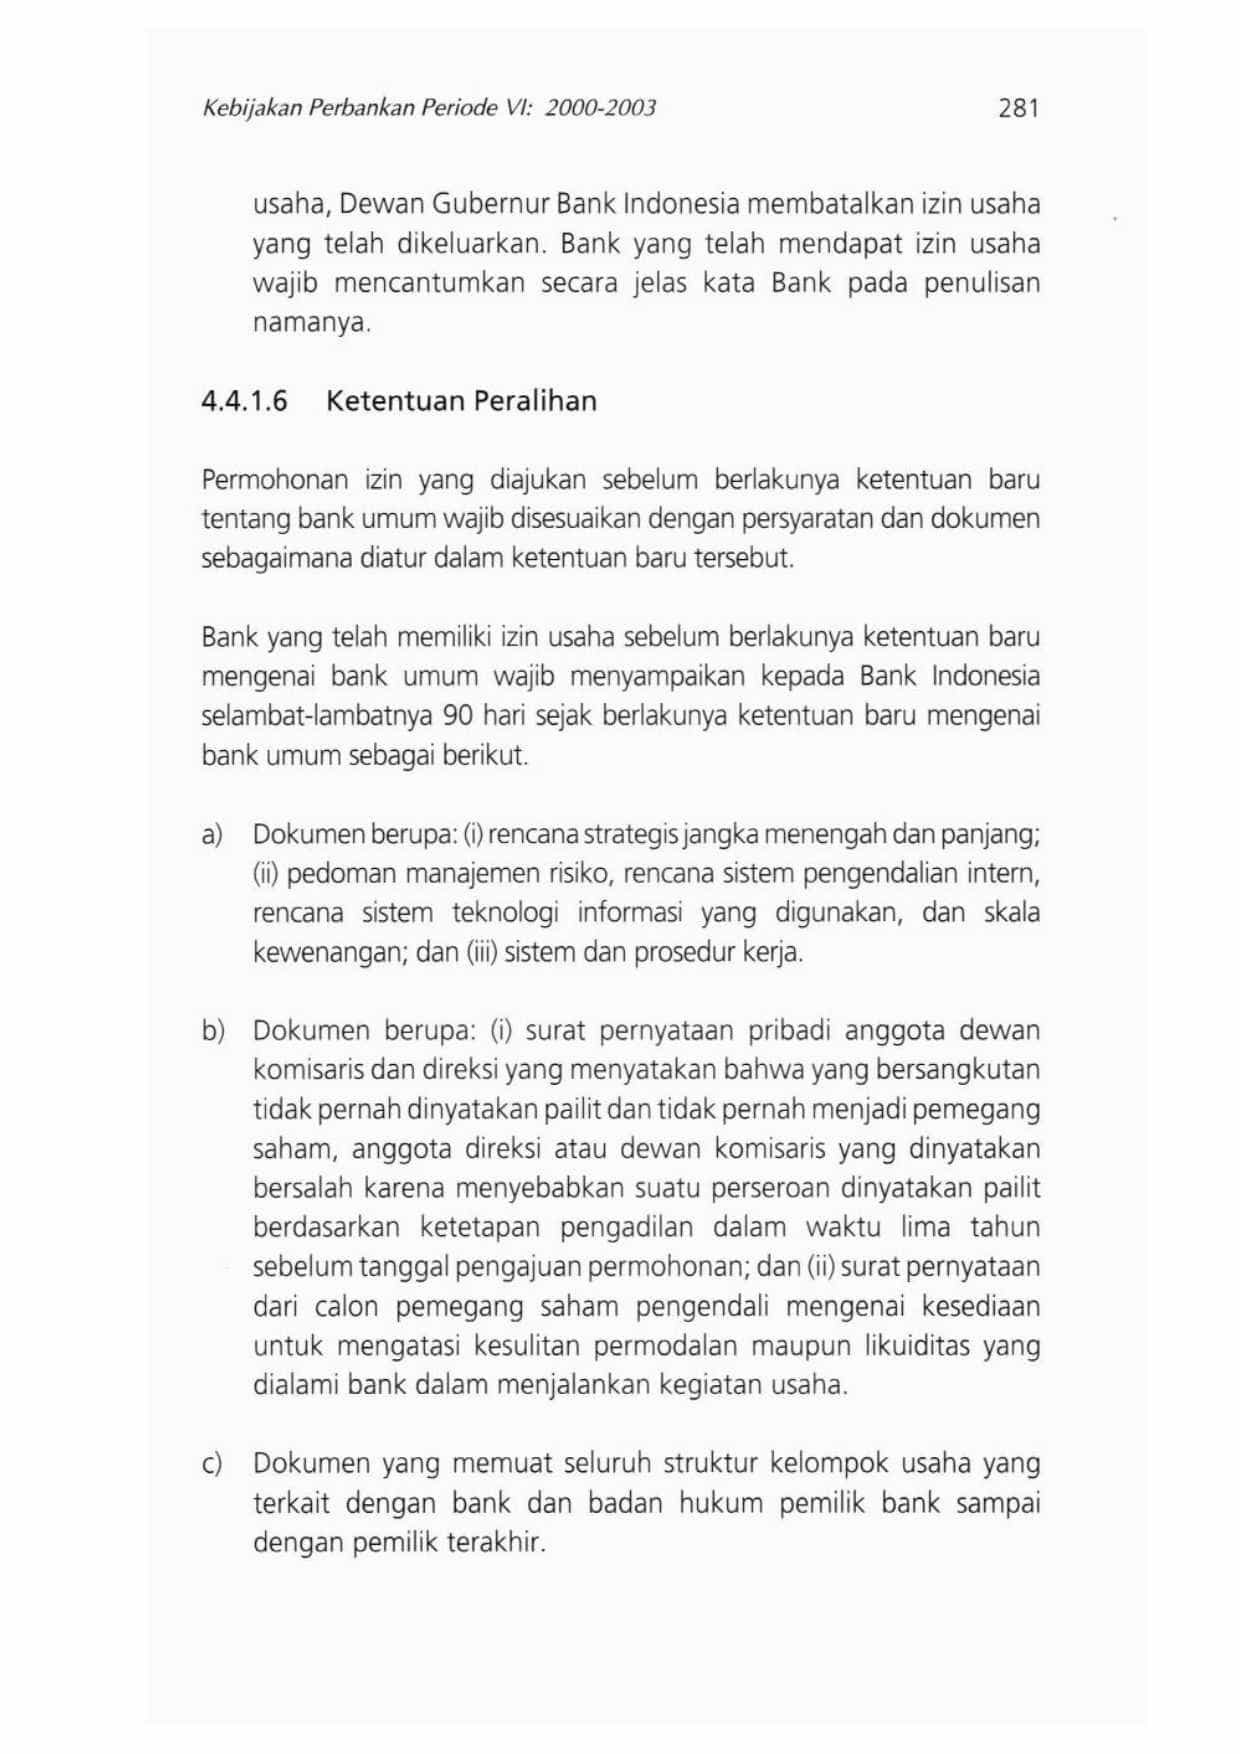 Kebijakan Perbankan Periode VI: 2000-2003 281
usaha, Dewan Gubernur Bank Indonesia membatalkan izin usaha
yang telah dikeluarkan. Bank yang telah mendapat izin usaha
wajib mencantumkan secara jelas kata Bank pada penulisan
namanya.
4.4.1.6 Ketentuan Peralihan
Permohonan izin yang diajukan sebelum berlakunya ketentuan baru
tentang bank umum wajib disesuaikan dengan persyaratan dan dokumen
sebagaimana diatur dalam ketentuan baru tersebut.
Bank yang telah memiliki izin usaha sebelum berlakunya ketentuan baru
mengenai bank umum wajib menyampaikan kepada Bank Indonesia
selambat-lambatnya 90 hari sejak berlakunya ketentuan baru mengenai
bank umum sebagai berikut.
a) Dokumen berupa: (i) rencana strategis jangka menengah dan panjang;
(ii) pedoman manajemen risiko, rencana sistem pengendalian intern,
rencana sistem teknologi informasi yang digunakan, dan skala
kewenangan; dan (iii) sistem dan prosedur kerja.
b) Dokumen berupa: (i) surat pernyataan pribadi anggota dewan
komisaris dan direksi yang menyatakan bahwa yang bersangkutan
tidak pernah dinyatakan pailit dan tidak pernah menjadi pemegang
saham, anggota direksi atau dewan komisaris yang dinyatakan
bersalah karena menyebabkan suatu perseroan dinyatakan pailit
berdasarkan ketetapan pengadilan dalam waktu lima tahun
sebelum tanggal pengajuan permohonan; dan (ii) surat pernyataan
dari calon pemegang saham pengendali mengenai kesediaan
untuk mengatasi kesulitan permodalan maupun likuiditas yang
dialami bank dalam menjalankan kegiatan usaha.
c) Dokumen yang memuat seluruh struktur kelompok usaha yang
terkait dengan bank dan badan hukum pemilik bank sampai
dengan pemilik terakhir.